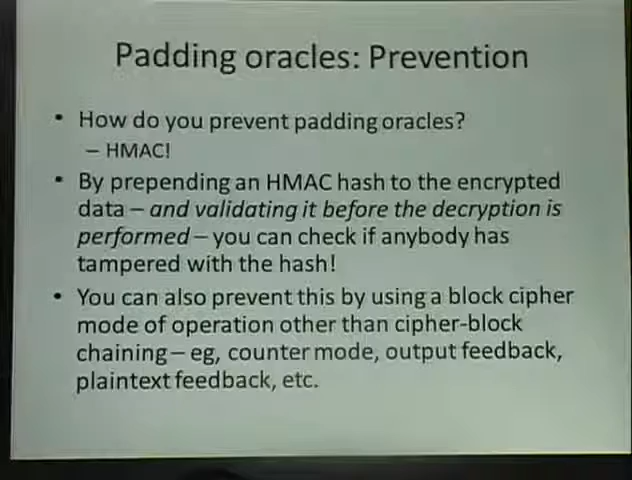 Padding oracles: Prevention
• How do you prevent padding oracles?
– HMAC!
• By prepending an HMAC hash to the encrypted
data – and validating it before the decryption is
performed – you can check if anybody has
tampered with the hash!
• You can also prevent this by using a block cipher
mode of operation other than cipher-block
chaining – eg, counter mode, output feedback,
plaintext feedback, etc.